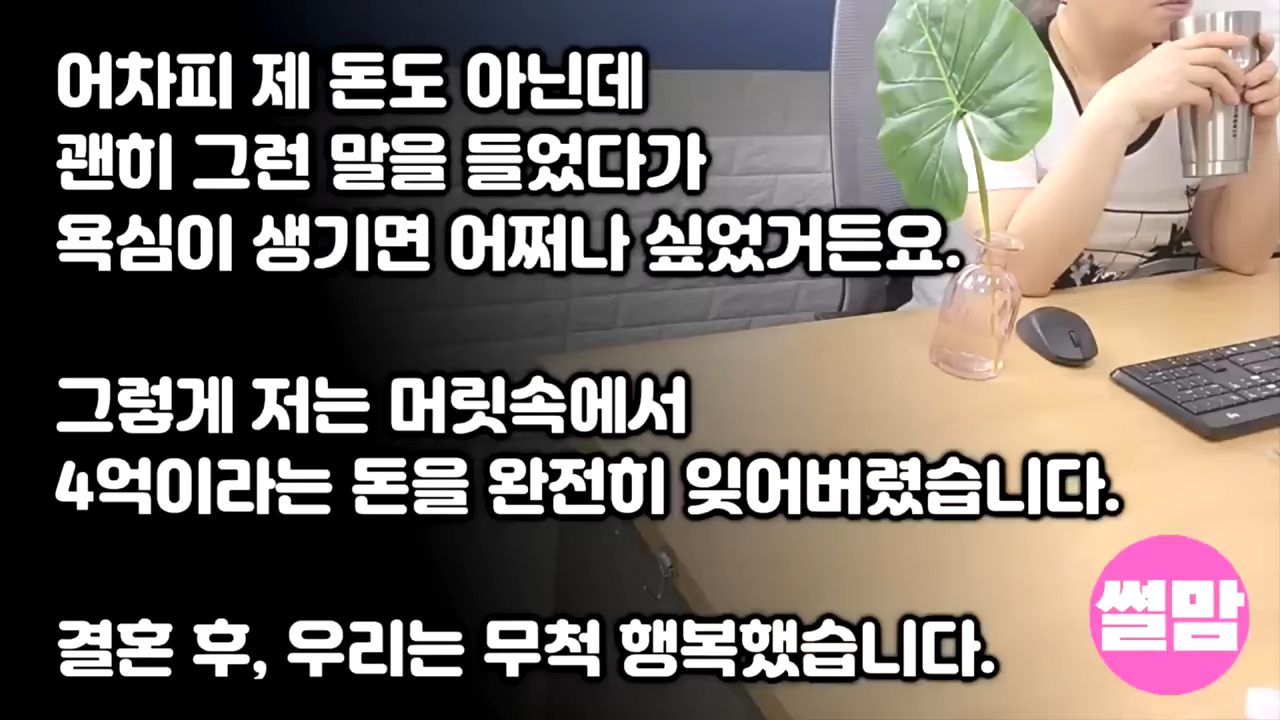 어차피 제 돈도 아닌데
괜히 그런 말을 들었다가
욕심이 생기면 어쩌나 싶었거든요.
그렇게 저는 머릿속에서
4억이라는 돈을 완전히 잊어버렸습니다.
결혼 후, 우리는 무척 행복했습니다.
썰맘